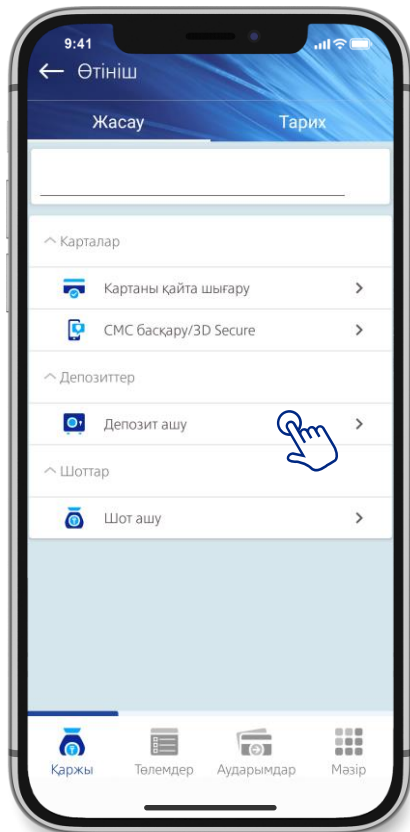 9:41
Өтініш
Жасау Тарих
Карталар
Картаны қайта шығару
СМС басқару/3D Secure
Депозиттер
Депозит ашу
Шоттар
Шот ашу
Қаржы Төлемдер Аударымдар Мәзір